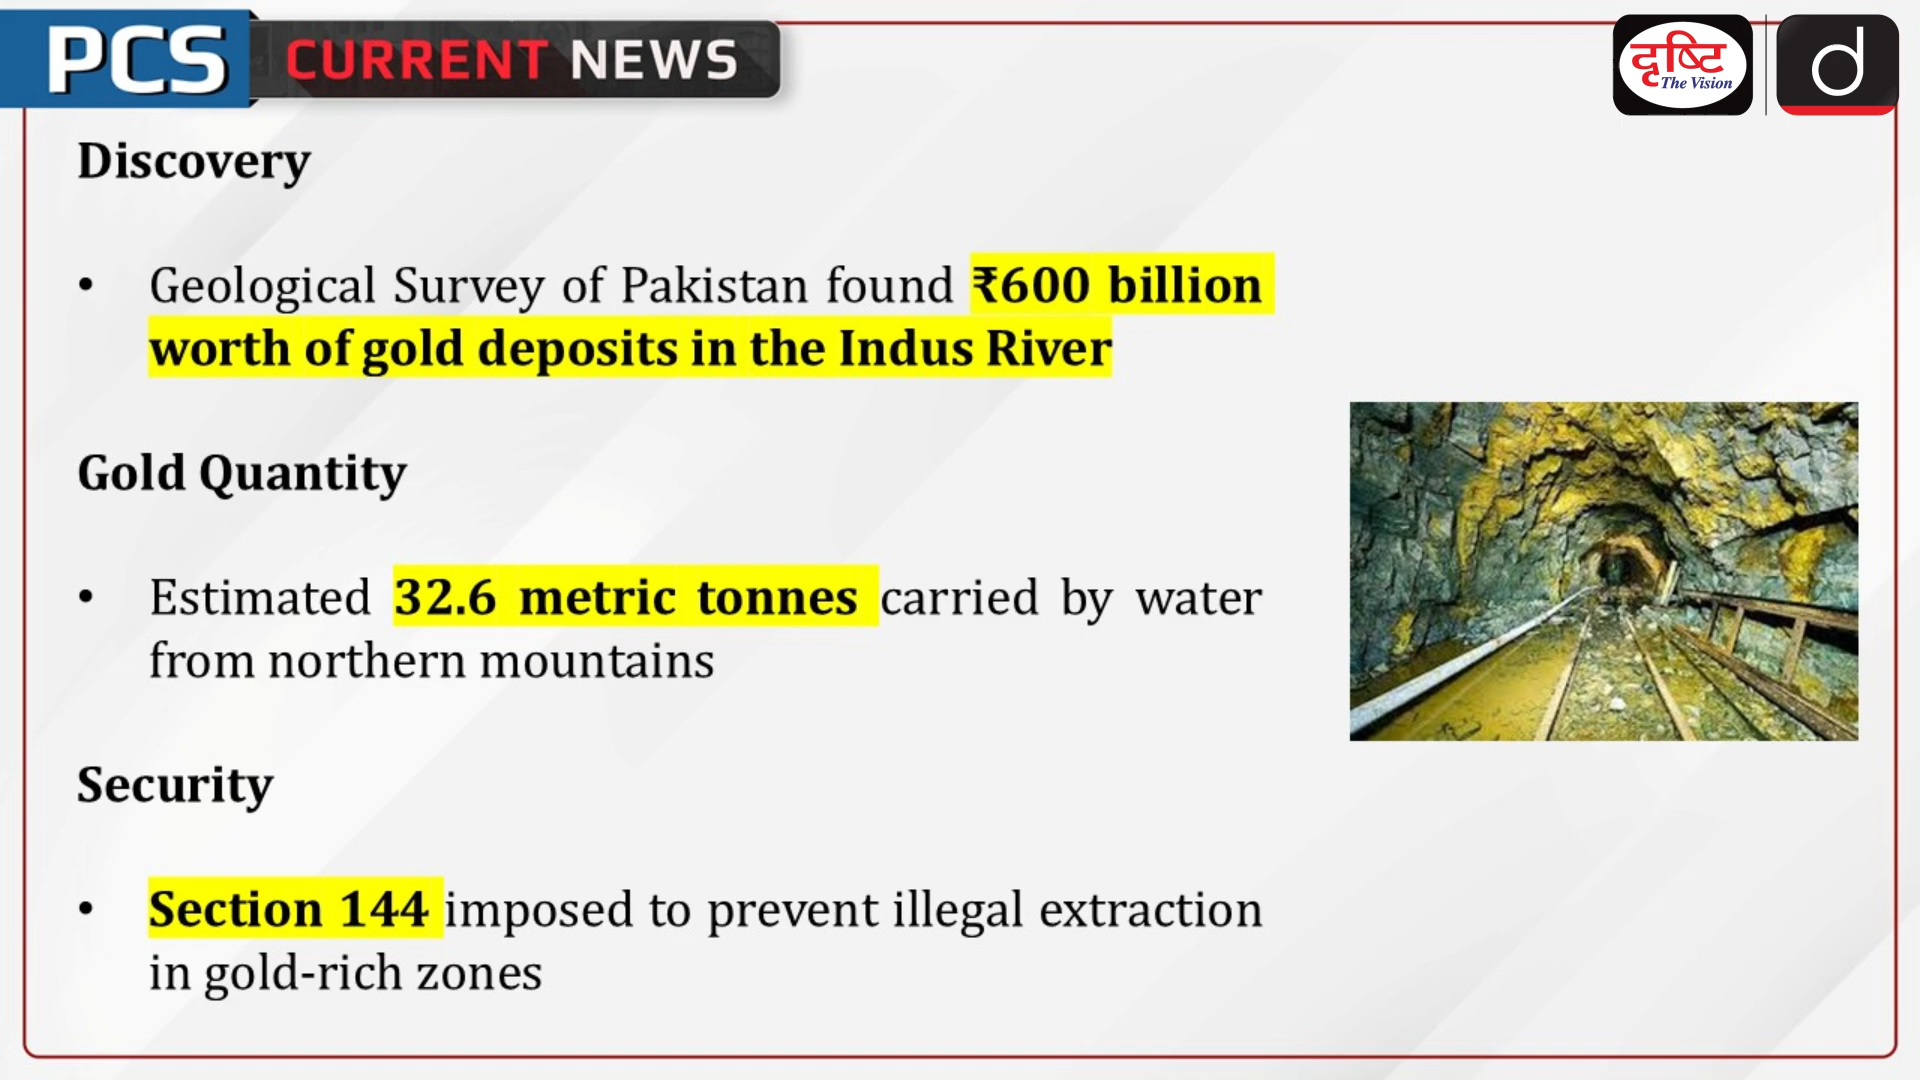 PCS CURRENT NEWS
दृष्टि
The Vision
d
Discovery
• Geological Survey of Pakistan found ₹600 billion
worth of gold deposits in the Indus River
Gold Quantity
• Estimated 32.6 metric tonnes carried by water
from northern mountains
Security
• Section 144 imposed to prevent illegal extraction
in gold-rich zones